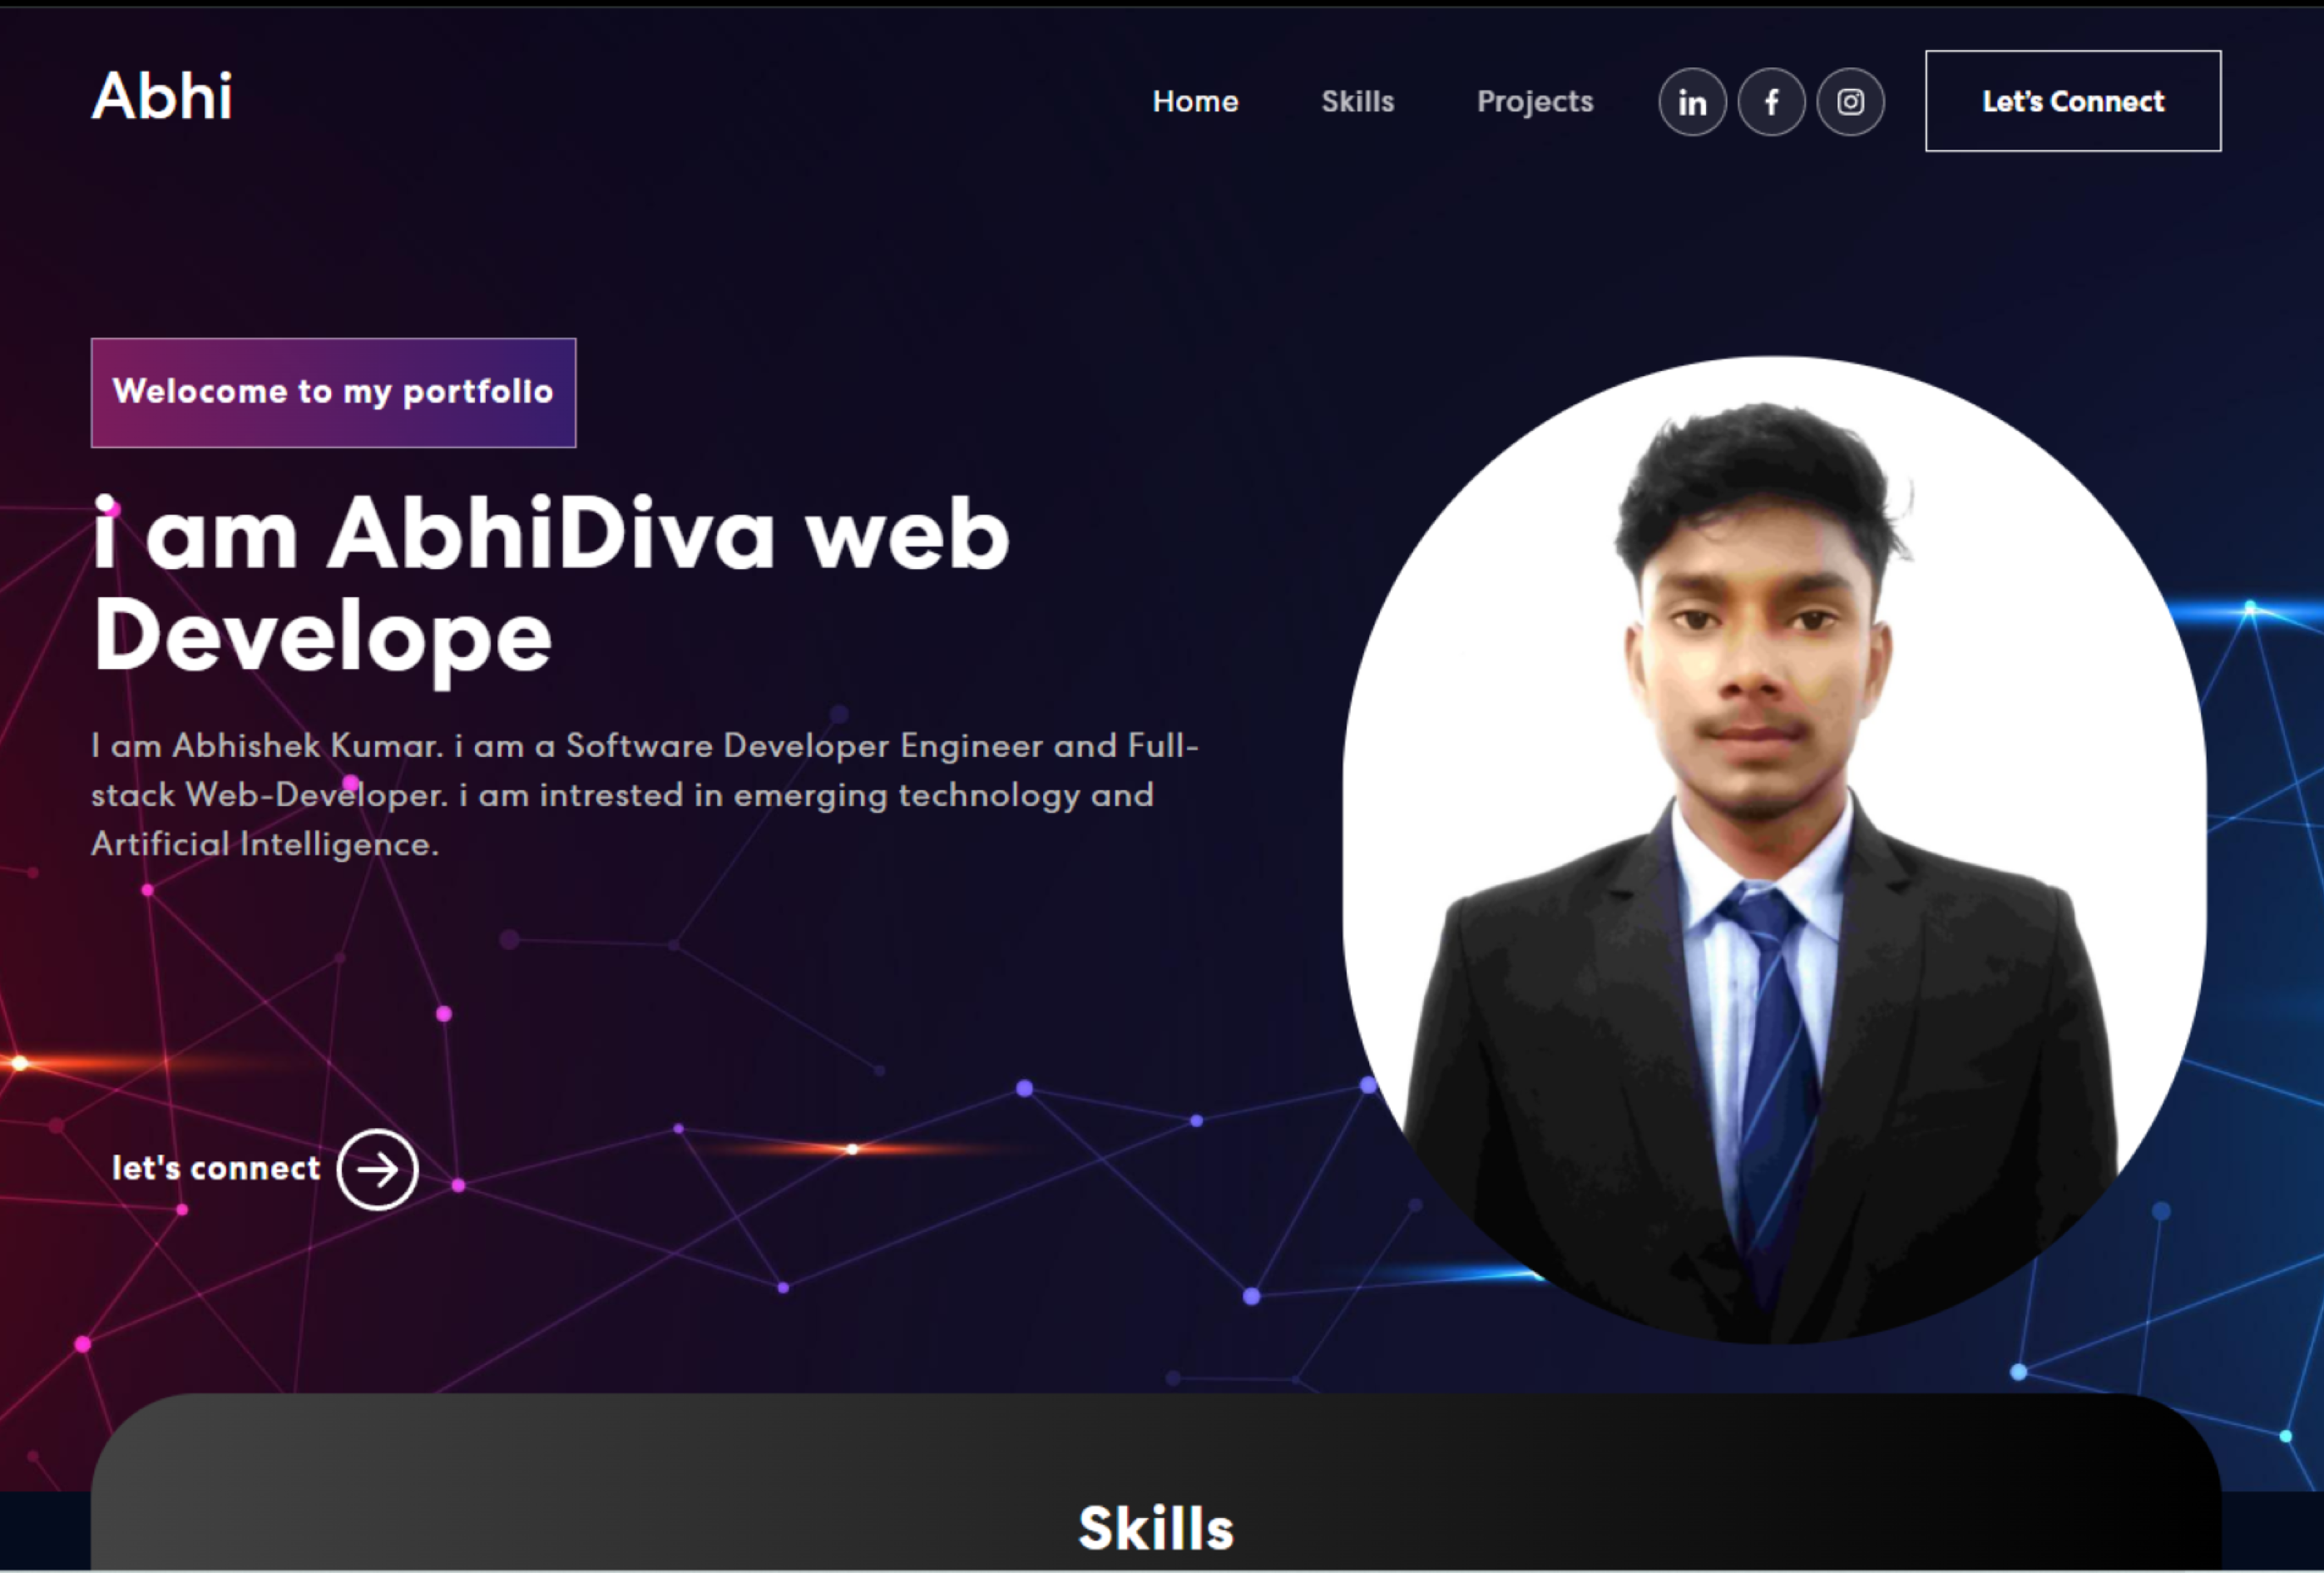 Abhi
Home
Skills
Projects
in
f
Let's Connect
Welocome to my portfolio
i am AbhiDiva web
Develope
I am Abhishek Kumar. i am a Software Developer Engineer and Full-
stack Web-Developer. i am intrested in emerging technology and
Artificial Intelligence.
let's connect
Skills